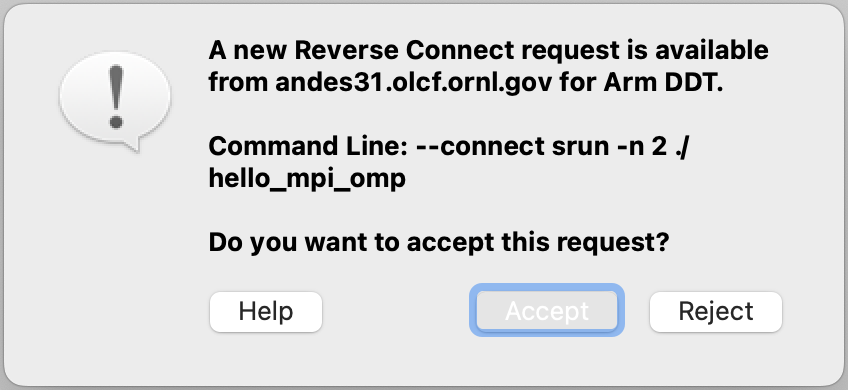 A new Reverse Connect request is available
from andes31.olcf.ornl.gov for Arm DDT.
Command Line: --connect srun -n 2 ./
hello_mpi_omp
Do you want to accept this request?
Help
Accept
Reject